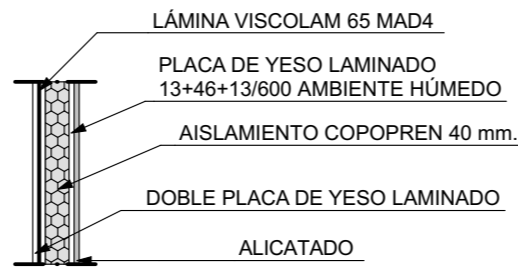 LÁMINA VISCOLAM 65 MAD4
PLACA DE YESO LAMINADO
13+46+13/600 AMBIENTE HÚMEDO
AISLAMIENTO COPOPREN 40 mm.
DOBLE PLACA DE YESO LAMINADO
ALICATADO